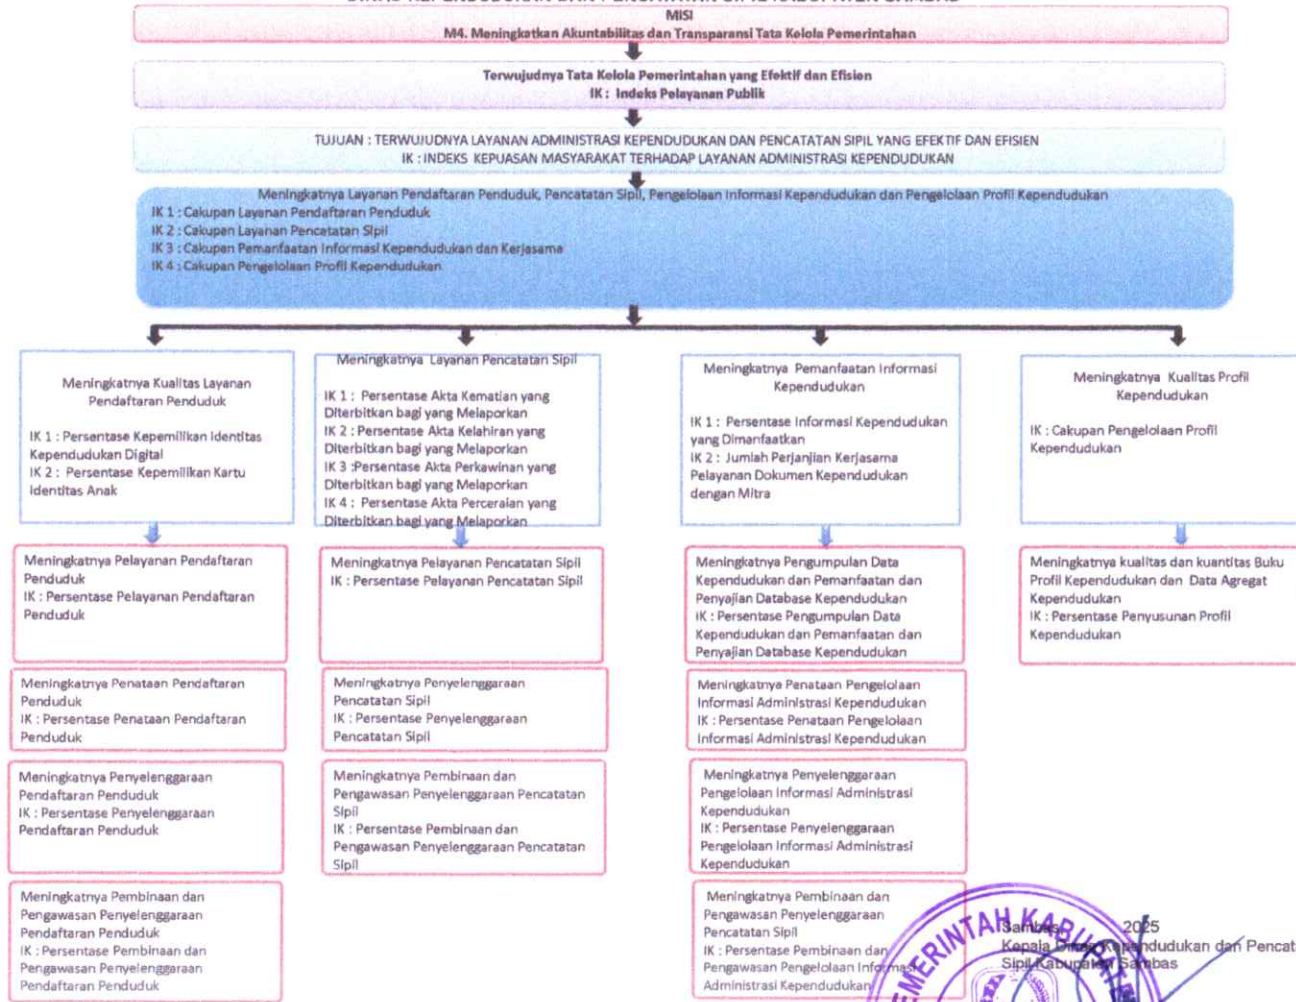 MISI
M4. Meningkatkan Akuntabilitas dan Transparansi Tata Kelola Pemerintahan
Terwujudnya Tata Kelola Pemerintahan yang Efektif dan Efisien
IK : Indeks Pelayanan Publik
TUJUAN : TERWUJUDNYA LAYANAN ADMINISTRASI KEPENDUDUKAN DAN PENCATATAN SIPIL YANG EFEKTIF DAN EFISIEN
IK : INDEKS KEPUASAN MASYARAKAT TERHADAP LAYANAN ADMINISTRASI KEPENDUDUKAN
Meningkatnya Layanan Pendaftaran Penduduk, Pencatatan Sipil, Pengelolaan Informasi Kependudukan dan Pengelolaan Profil Kependudukan
IK 1 : Cakupan Layanan Pendaftaran Penduduk
IK 2 : Cakupan Layanan Pencatatan Sipil
IK 3 : Cakupan Pemanfaatan Informasi Kependudukan dan Kerjasama
IK 4 : Cakupan Pengelolaan Profil Kependudukan
Meningkatnya Kualitas Layanan
Pendaftaran Penduduk
IK 1 : Persentase Kepemilikan Identitas
Kependudukan Digital
IK 2 : Persentase Kepemilikan Kartu
Identitas Anak
Meningkatnya Layanan Pencatatan Sipil
IK 1 : Persentase Akta Kematian yang
Diterbitkan bagi yang Melaporkan
IK 2 : Persentase Akta Kelahiran yang
Diterbitkan bagi yang Melaporkan
IK 3 :Persentase Akta Perkawinan yang
Diterbitkan bagi yang Melaporkan
IK 4 : Persentase Akta Perceraian yang
Diterbitkan bagi yang Melaporkan
Meningkatnya Pemanfaatan Informasi
Kependudukan
IK 1 : Persentase Informasi Kependudukan
yang Dimanfaatkan
IK 2 : Jumlah Perjanjian Kerjasama
Pelayanan Dokumen Kependudukan
dengan Mitra
Meningkatnya Kualitas Profil
Kependudukan
IK : Cakupan Pengelolaan Profil
Kependudukan
Meningkatnya Pelayanan Pendaftaran
Penduduk
IK : Persentase Pelayanan Pendaftaran
Penduduk
Meningkatnya Pelayanan Pencatatan Sipil
IK : Persentase Pelayanan Pencatatan Sipil
Meningkatnya Pengumpulan Data
Kependudukan dan Pemanfaatan dan
Penyajian Database Kependudukan
IK : Persentase Pengumpulan Data
Kependudukan dan Pemanfaatan dan
Penyajian Database Kependudukan
Meningkatnya kualitas dan kuantitas Buku
Profil Kependudukan dan Data Agregat
Kependudukan
IK : Persentase Penyusunan Profil
Kependudukan
Meningkatnya Penataan Pendaftaran
Penduduk
IK : Persentase Penataan Pendaftaran
Penduduk
Meningkatnya Penyelenggaraan
Pencatatan Sipil
IK : Persentase Penyelenggaraan
Pencatatan Sipil
Meningkatnya Penataan Pengelolaan
Informasi Administrasi Kependudukan
IK : Persentase Penataan Pengelolaan
Informasi Administrasi Kependudukan
Meningkatnya Penyelenggaraan
Pendaftaran Penduduk
IK : Persentase Penyelenggaraan
Pendaftaran Penduduk
Meningkatnya Pembinaan dan
Pengawasan Penyelenggaraan Pencatatan
Sipil
IK : Persentase Pembinaan dan
Pengawasan Penyelenggaraan Pencatatan
Sipil
Meningkatnya Penyelenggaraan
Pengelolaan Informasi Administrasi
Kependudukan
IK : Persentase Penyelenggaraan
Pengelolaan Informasi Administrasi
Kependudukan
Meningkatnya Pembinaan dan
Pengawasan Penyelenggaraan
Pendaftaran Penduduk
IK : Persentase Pembinaan dan
Pengawasan Penyelenggaraan
Pendaftaran Penduduk
Meningkatnya Pembinaan dan
Pengawasan Penyelenggaraan
Pencatatan Sipil
IK : Persentase Pembinaan dan
Pengawasan Pengelolaan Informasi
Administrasi Kependudukan
Sambas, 2025
Kepala Dinas Kependudukan dan Pencat
Sipil Kabupaten Sambas
EMERINTAH KABUPATE